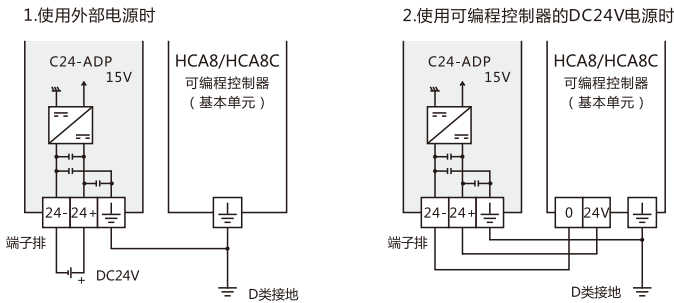 1.使用外部电源时
C24-ADP
15V
HCA8/HCA8C
可编程控制器
（基本单元）
24-
24+
端子排
DC24V
+
D类接地
2.使用可编程控制器的DC24V电源时
C24-ADP
15V
HCA8/HCA8C
可编程控制器
（基本单元）
24-
24+
0
24V
端子排
D类接地